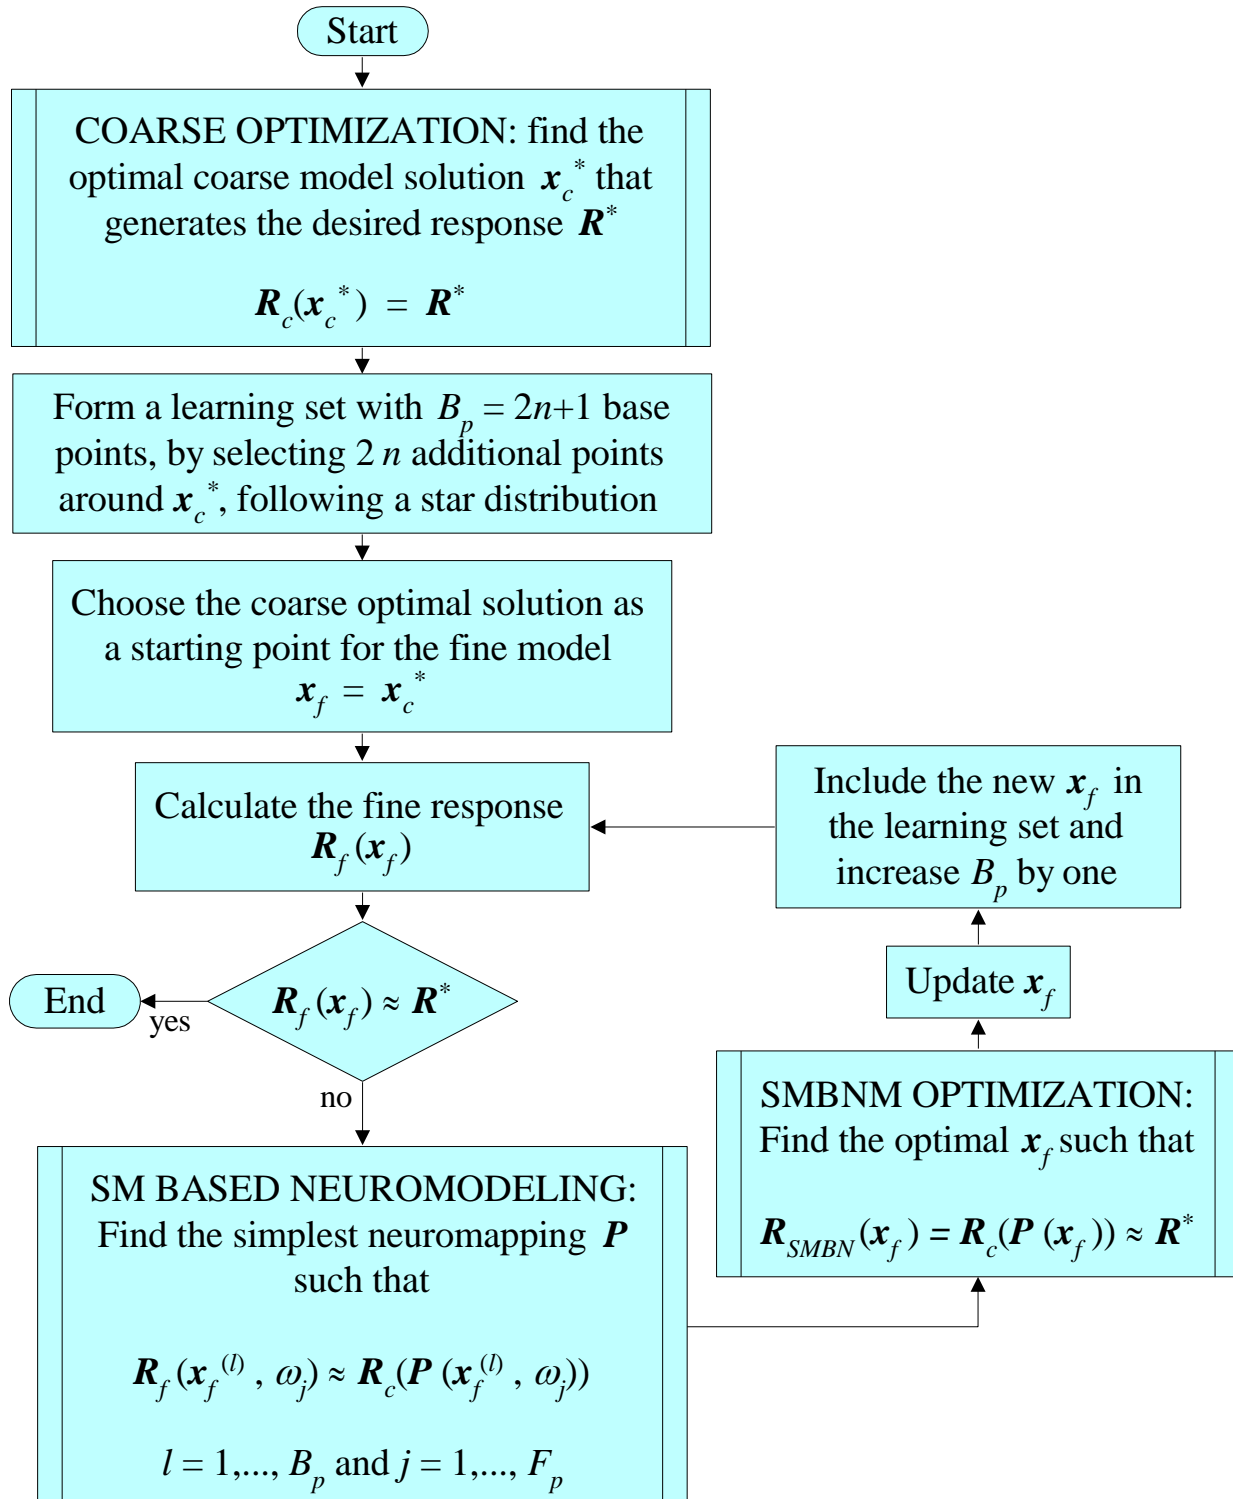 Start
COARSE OPTIMIZATION: find the
optimal coarse model solution x_c^* that
generates the desired response R^*
R_c(x_c^*) = R^*
Form a learning set with B_p = 2n+1 base
points, by selecting 2 n additional points
around x_c^*, following a star distribution
Choose the coarse optimal solution as
a starting point for the fine model
x_f = x_c^*
Calculate the fine response
R_f(x_f)
R_f(x_f) ≈ R^*
yes
End
no
SM BASED NEUROMODELING:
Find the simplest neuromapping P
such that
R_f(x_f^(l) , ω_j) ≈ R_c(P (x_f^(l) , ω_j))
l = 1,..., B_p and j = 1,..., F_p
SMBNM OPTIMIZATION:
Find the optimal x_f such that
R_SMBN(x_f) = R_c(P (x_f)) ≈ R^*
Update x_f
Include the new x_f in
the learning set and
increase B_p by one